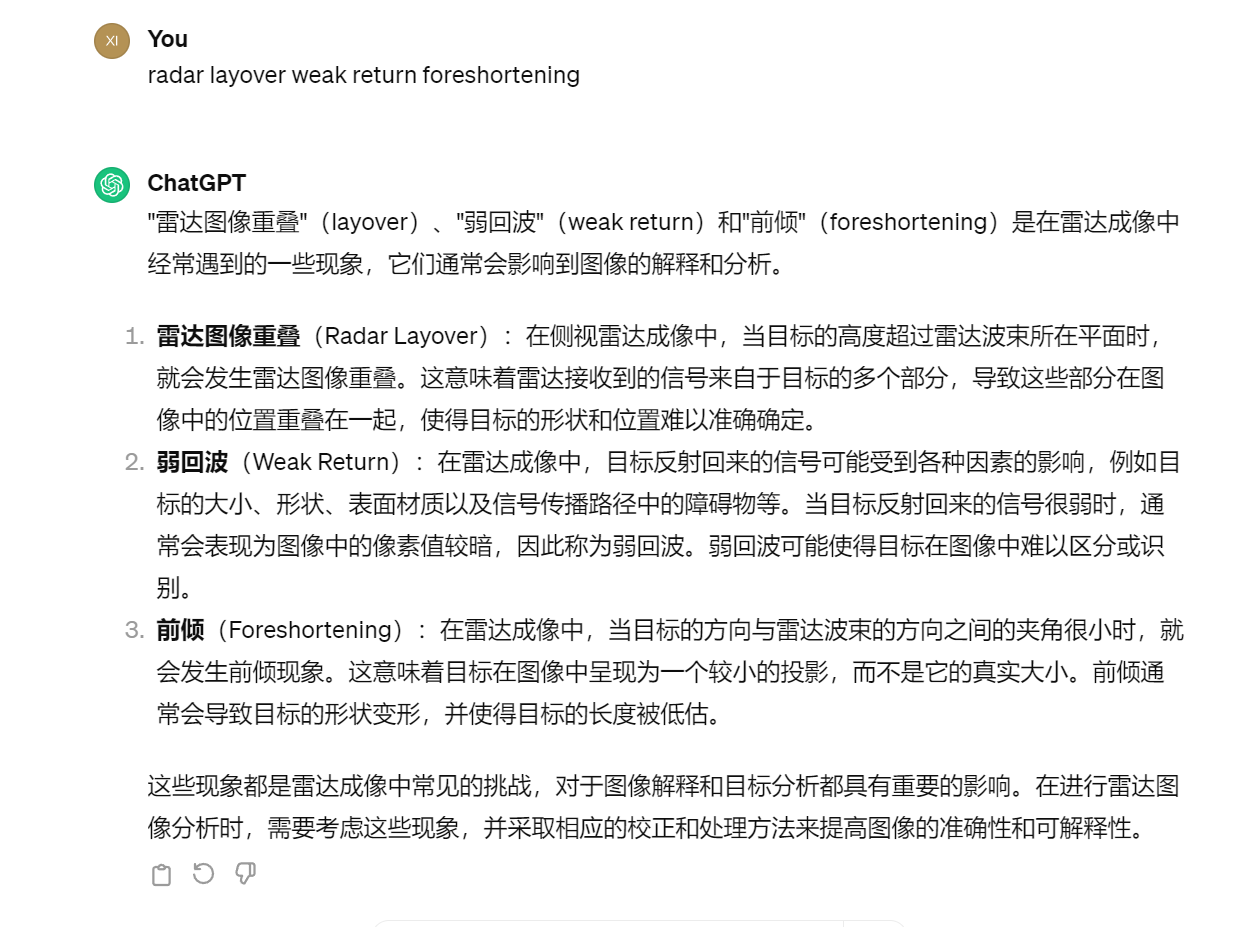 XI
You
radar layover weak return foreshortening
ChatGPT
"雷达图像重叠"（layover）、"弱回波"（weak return）和"前倾"（foreshortening）是在雷达成像中
经常遇到的一些现象，它们通常会影响到图像的解释和分析。
1. 雷达图像重叠（Radar Layover）：在侧视雷达成像中，当目标的高度超过雷达波束所在平面时，
就会发生雷达图像重叠。这意味着雷达接收到的信号来自于目标的多个部分，导致这些部分在图
像中的位置重叠在一起，使得目标的形状和位置难以准确确定。
2. 弱回波（Weak Return）：在雷达成像中，目标反射回来的信号可能受到各种因素的影响，例如目
标的大小、形状、表面材质以及信号传播路径中的障碍物等。当目标反射回来的信号很弱时，通
常会表现为图像中的像素值较暗，因此称为弱回波。弱回波可能使得目标在图像中难以区分或识
别。
3. 前倾（Foreshortening）：在雷达成像中，当目标的方向与雷达波束的方向之间的夹角很小时，就
会发生前倾现象。这意味着目标在图像中呈现为一个较小的投影，而不是它的真实大小。前倾通
常会导致目标的形状变形，并使得目标的长度被低估。
这些现象都是雷达成像中常见的挑战，对于图像解释和目标分析都具有重要的影响。在进行雷达图
像分析时，需要考虑这些现象，并采取相应的校正和处理方法来提高图像的准确性和可解释性。